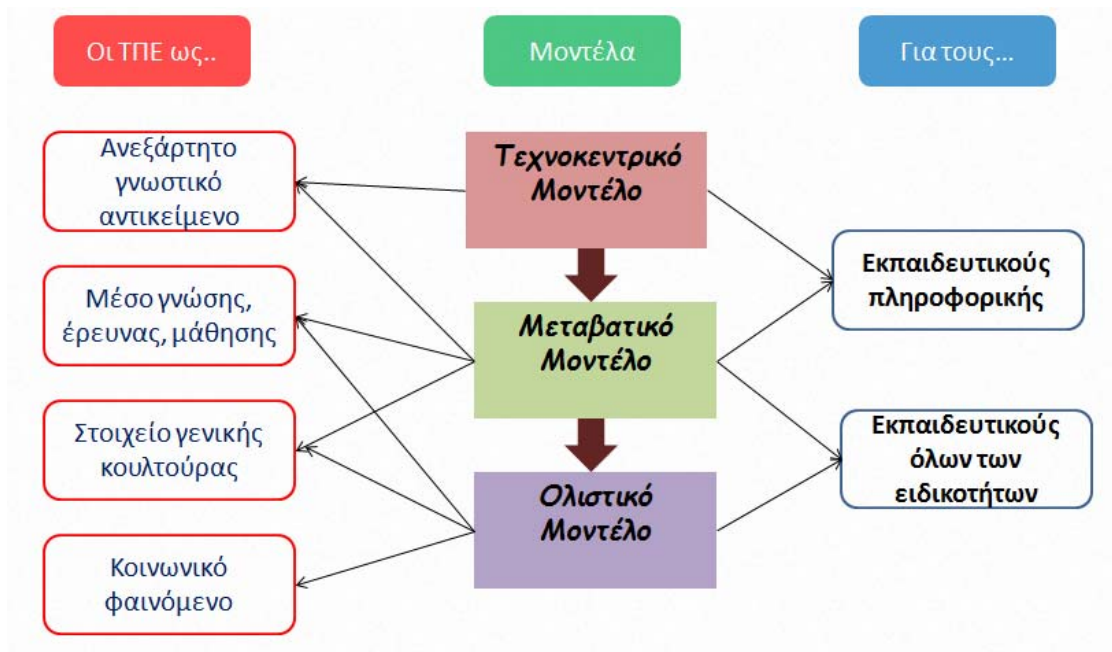 Οι ΤΠΕ ως..
Μοντέλα
Για τους...
Ανεξάρτητο
γνωστικό
αντικείμενο
Μέσο γνώσης,
έρευνας, μάθησης
Στοιχείο γενικής
κουλτούρας
Κοινωνικό
φαινόμενο
Τεχνοκεντρικό
Μοντέλο
Μεταβατικό
Μοντέλο
Ολιστικό
Μοντέλο
Εκπαιδευτικούς
πληροφορικής
Εκπαιδευτικούς
όλων των
ειδικοτήτων